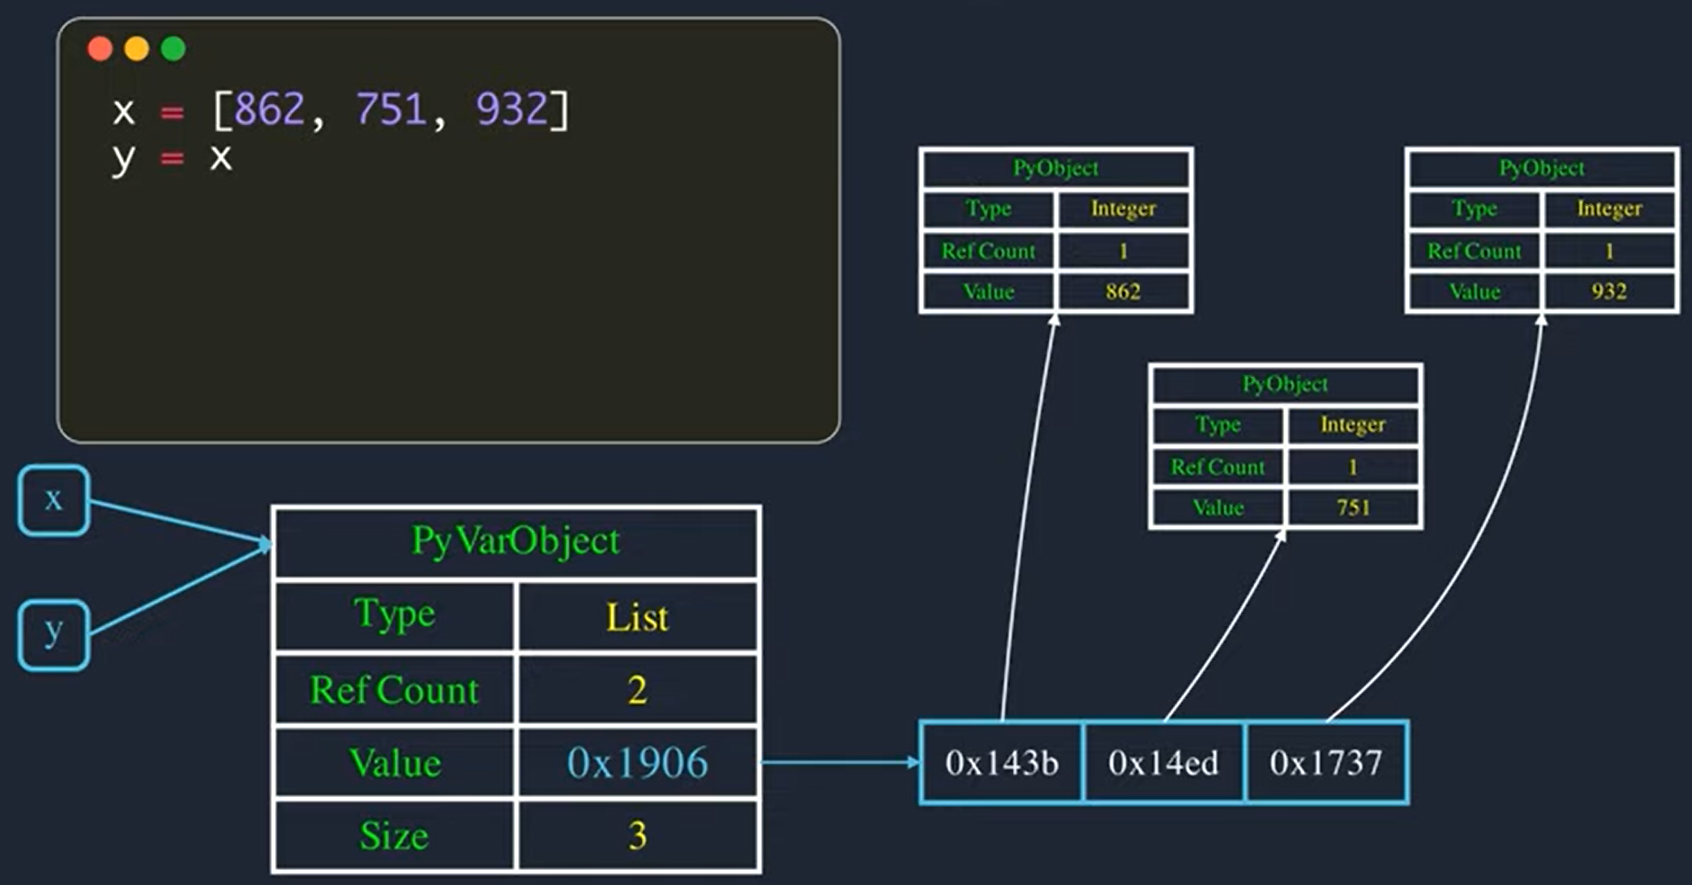 x = [862, 751, 932]
y = x
PyObject
Type Integer
Ref Count 1
Value 862
PyObject
Type Integer
Ref Count 1
Value 932
PyObject
Type Integer
Ref Count 1
Value 751
x
y
PyVarObject
Type List
Ref Count 2
Value 0x1906
Size 3
0x143b 0x14ed 0x1737